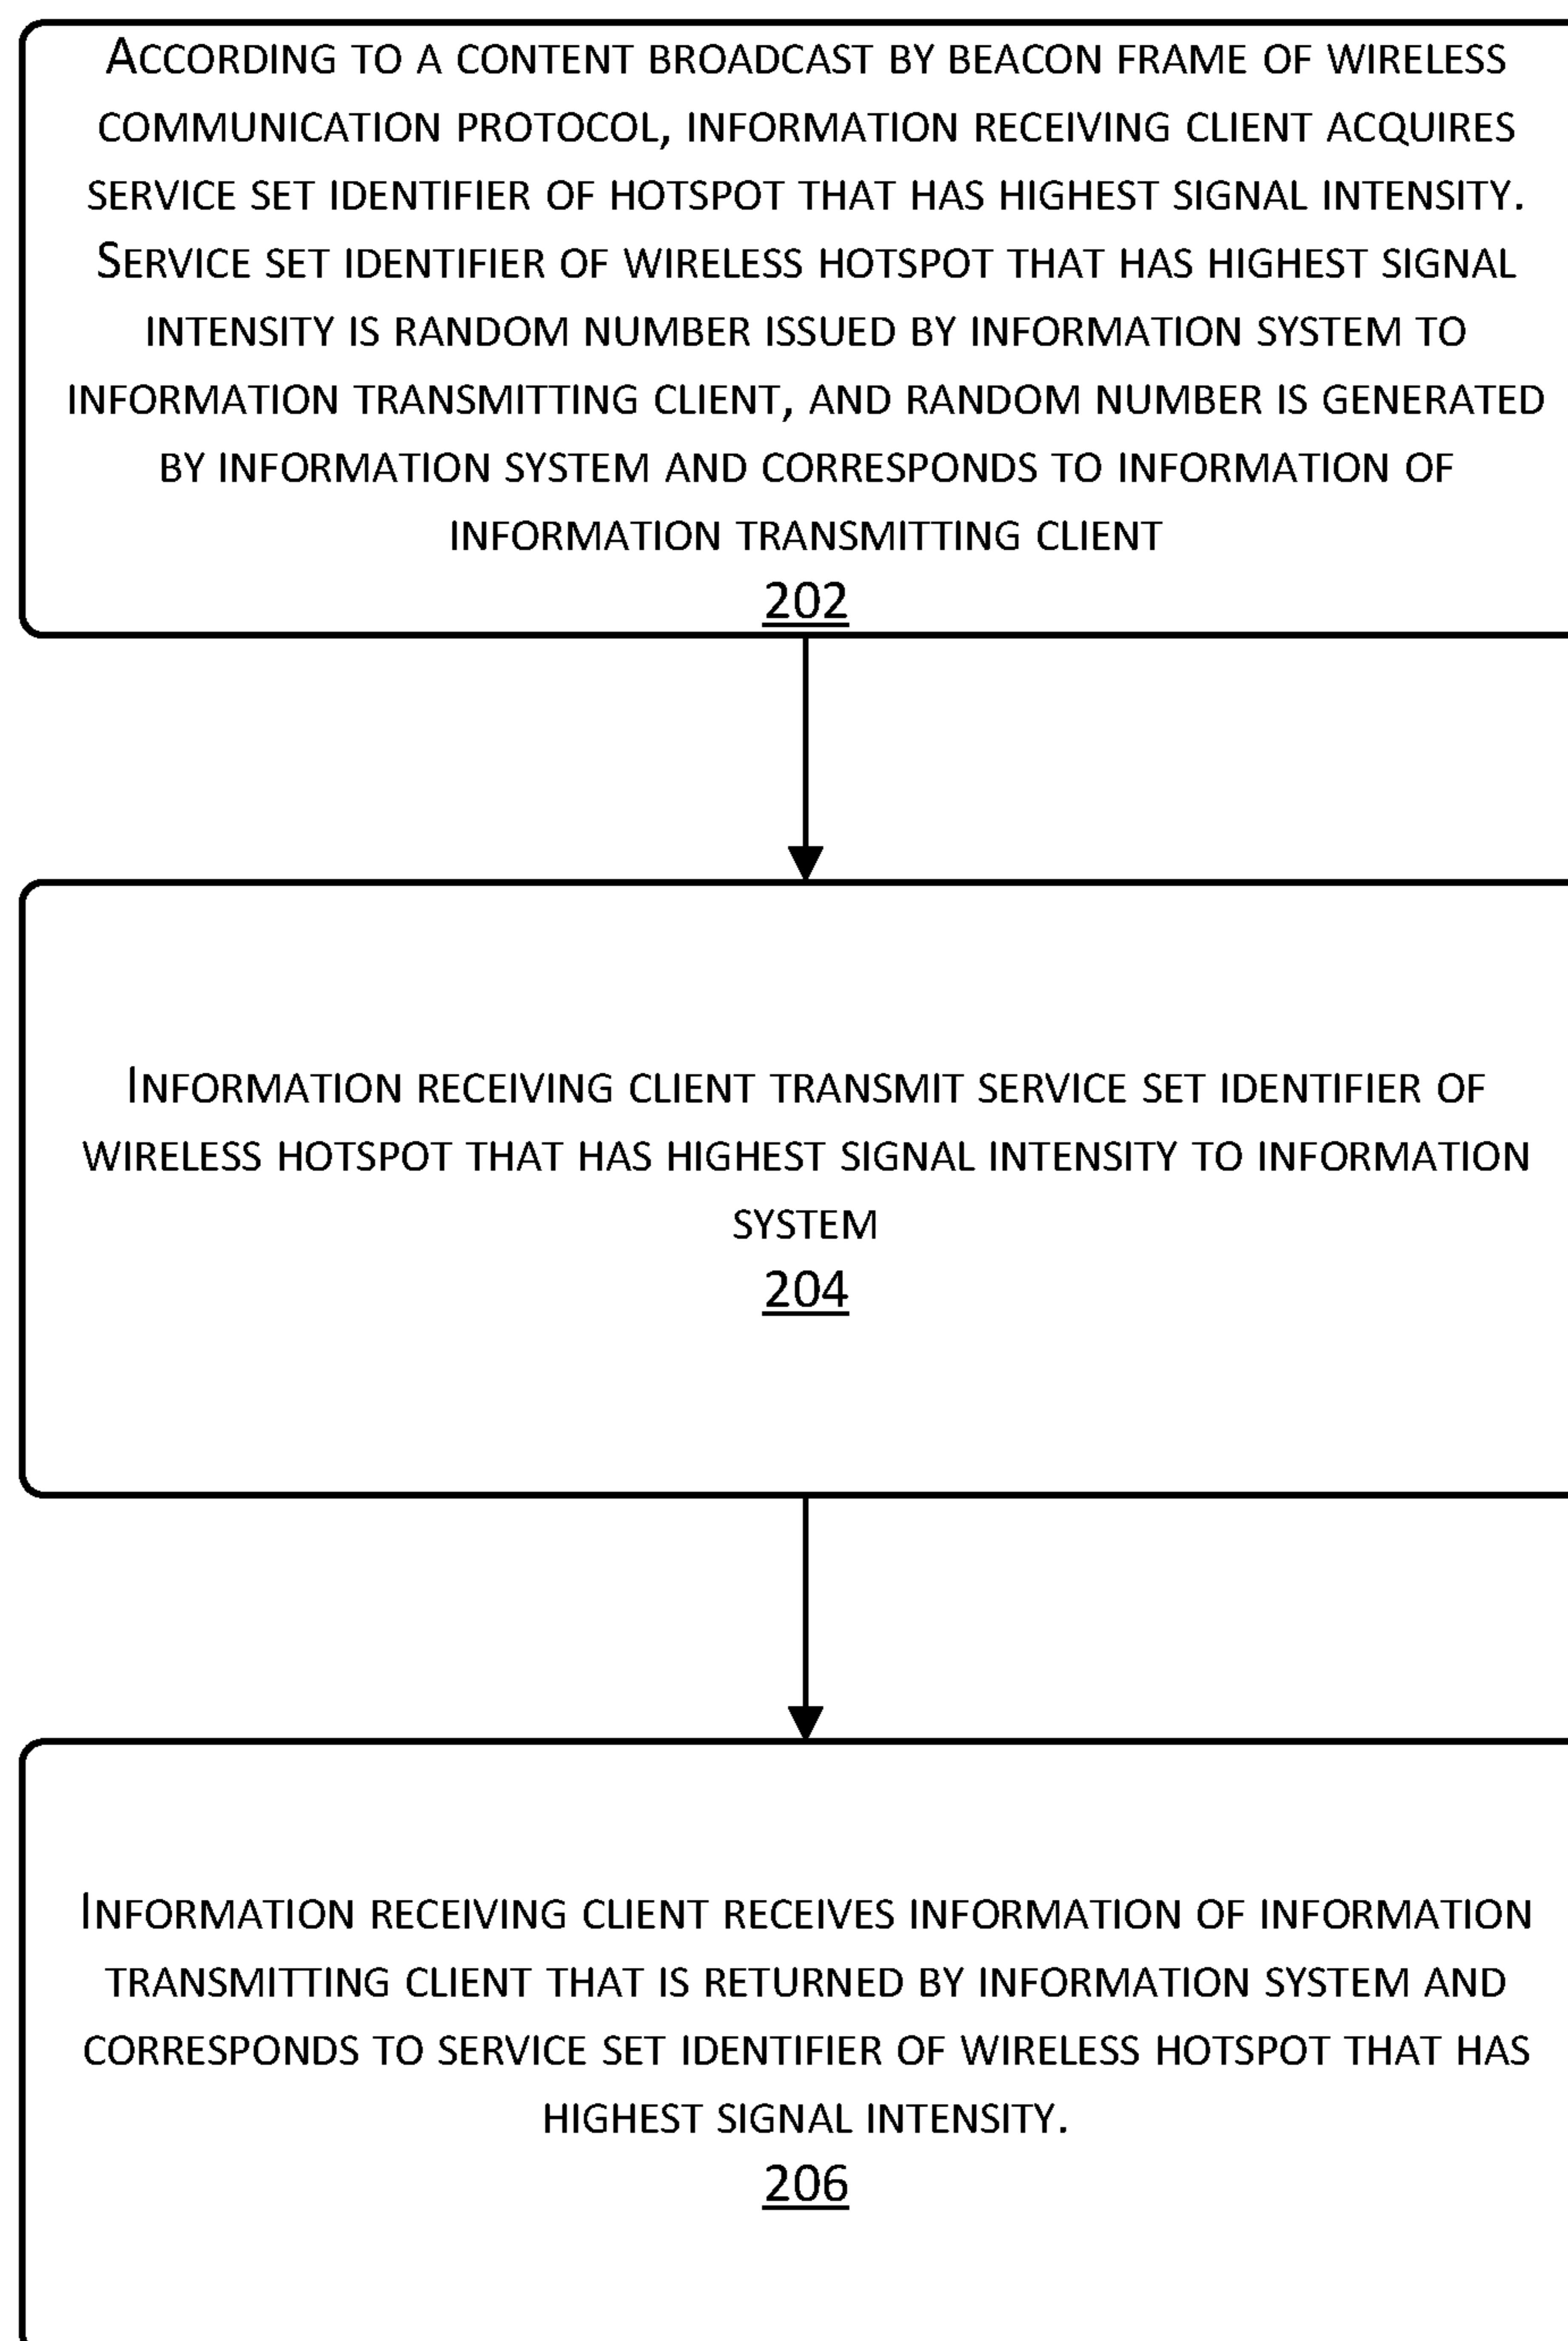 ACCORDING TO A CONTENT BROADCAST BY BEACON FRAME OF WIRELESS
COMMUNICATION PROTOCOL, INFORMATION RECEIVING CLIENT ACQUIRES
SERVICE SET IDENTIFIER OF HOTSPOT THAT HAS HIGHEST SIGNAL INTENSITY.
SERVICE SET IDENTIFIER OF WIRELESS HOTSPOT THAT HAS HIGHEST SIGNAL
INTENSITY IS RANDOM NUMBER ISSUED BY INFORMATION SYSTEM TO
INFORMATION TRANSMITTING CLIENT, AND RANDOM NUMBER IS GENERATED
BY INFORMATION SYSTEM AND CORRESPONDS TO INFORMATION OF
INFORMATION TRANSMITTING CLIENT
202
INFORMATION RECEIVING CLIENT TRANSMIT SERVICE SET IDENTIFIER OF
WIRELESS HOTSPOT THAT HAS HIGHEST SIGNAL INTENSITY TO INFORMATION
SYSTEM
204
INFORMATION RECEIVING CLIENT RECEIVES INFORMATION OF INFORMATION
TRANSMITTING CLIENT THAT IS RETURNED BY INFORMATION SYSTEM AND
CORRESPONDS TO SERVICE SET IDENTIFIER OF WIRELESS HOTSPOT THAT HAS
HIGHEST SIGNAL INTENSITY.
206